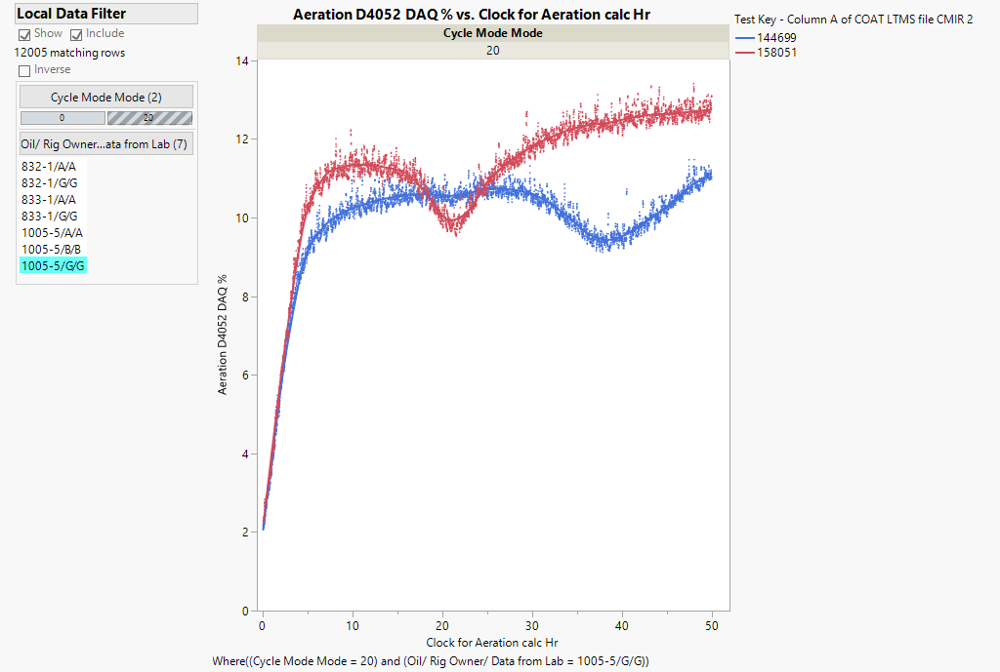 Local Data Filter
Show Include
12005 matching rows
Inverse
Cycle Mode Mode (2)
0 20
Oil/ Rig Owner...ata from Lab (7)
832-1/A/A
832-1/G/G
833-1/A/A
833-1/G/G
1005-5/A/A
1005-5/B/B
1005-5/G/G
Aeration D4052 DAQ % vs. Clock for Aeration calc Hr
Cycle Mode Mode
20
Aeration D4052 DAQ %
14
12
10
8
6
4
2
0
0 10 20 30 40 50
Clock for Aeration calc Hr
Where((Cycle Mode Mode = 20) and (Oil/ Rig Owner/ Data from Lab = 1005-5/G/G))
Test Key - Column A of COAT LTMS file CMIR 2
144699
158051